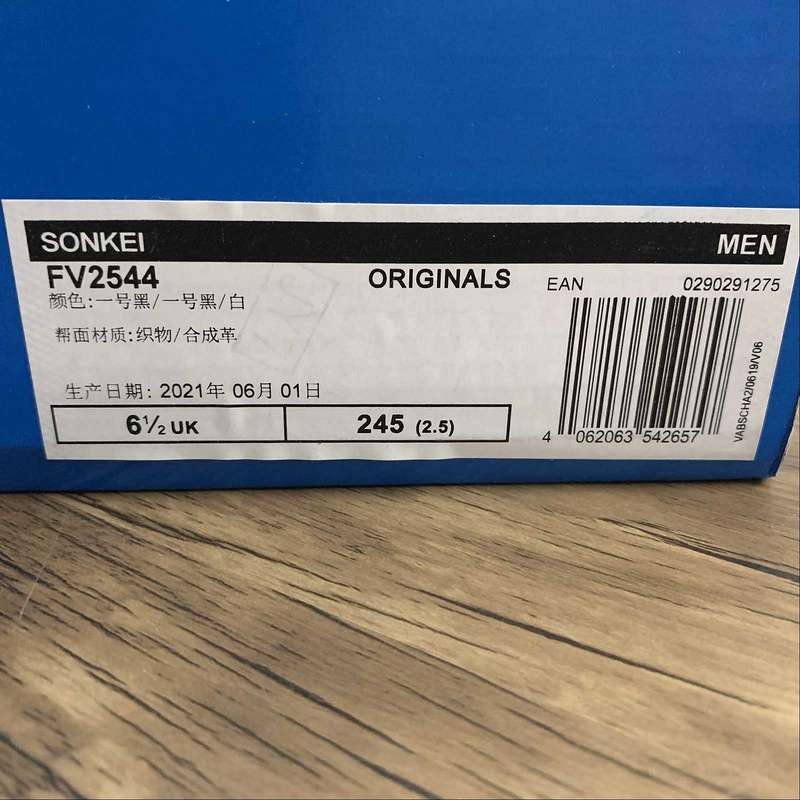 SONKEI MEN
FV2544 ORIGINALS EAN 0290291275
颜色:一号黑/一号黑/白
帮面材质:织物/合成革
生产日期: 2021年 06月 01日
6½ UK 245 (2.5)
4 062063 542657
VABSCHA2/0619/V06